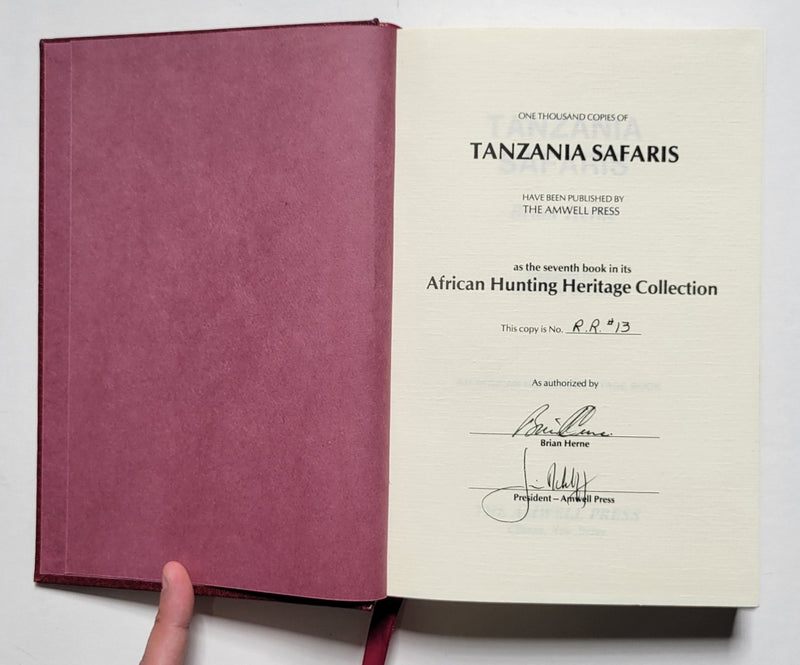 ONE THOUSAND COPIES OF
TANZANIA SAFARIS
HAVE BEEN PUBLISHED BY
THE AMWELL PRESS
as the seventh book in its
African Hunting Heritage Collection
This copy is No. R.R. #13
As authorized by
Brian Herne
President – Amwell Press